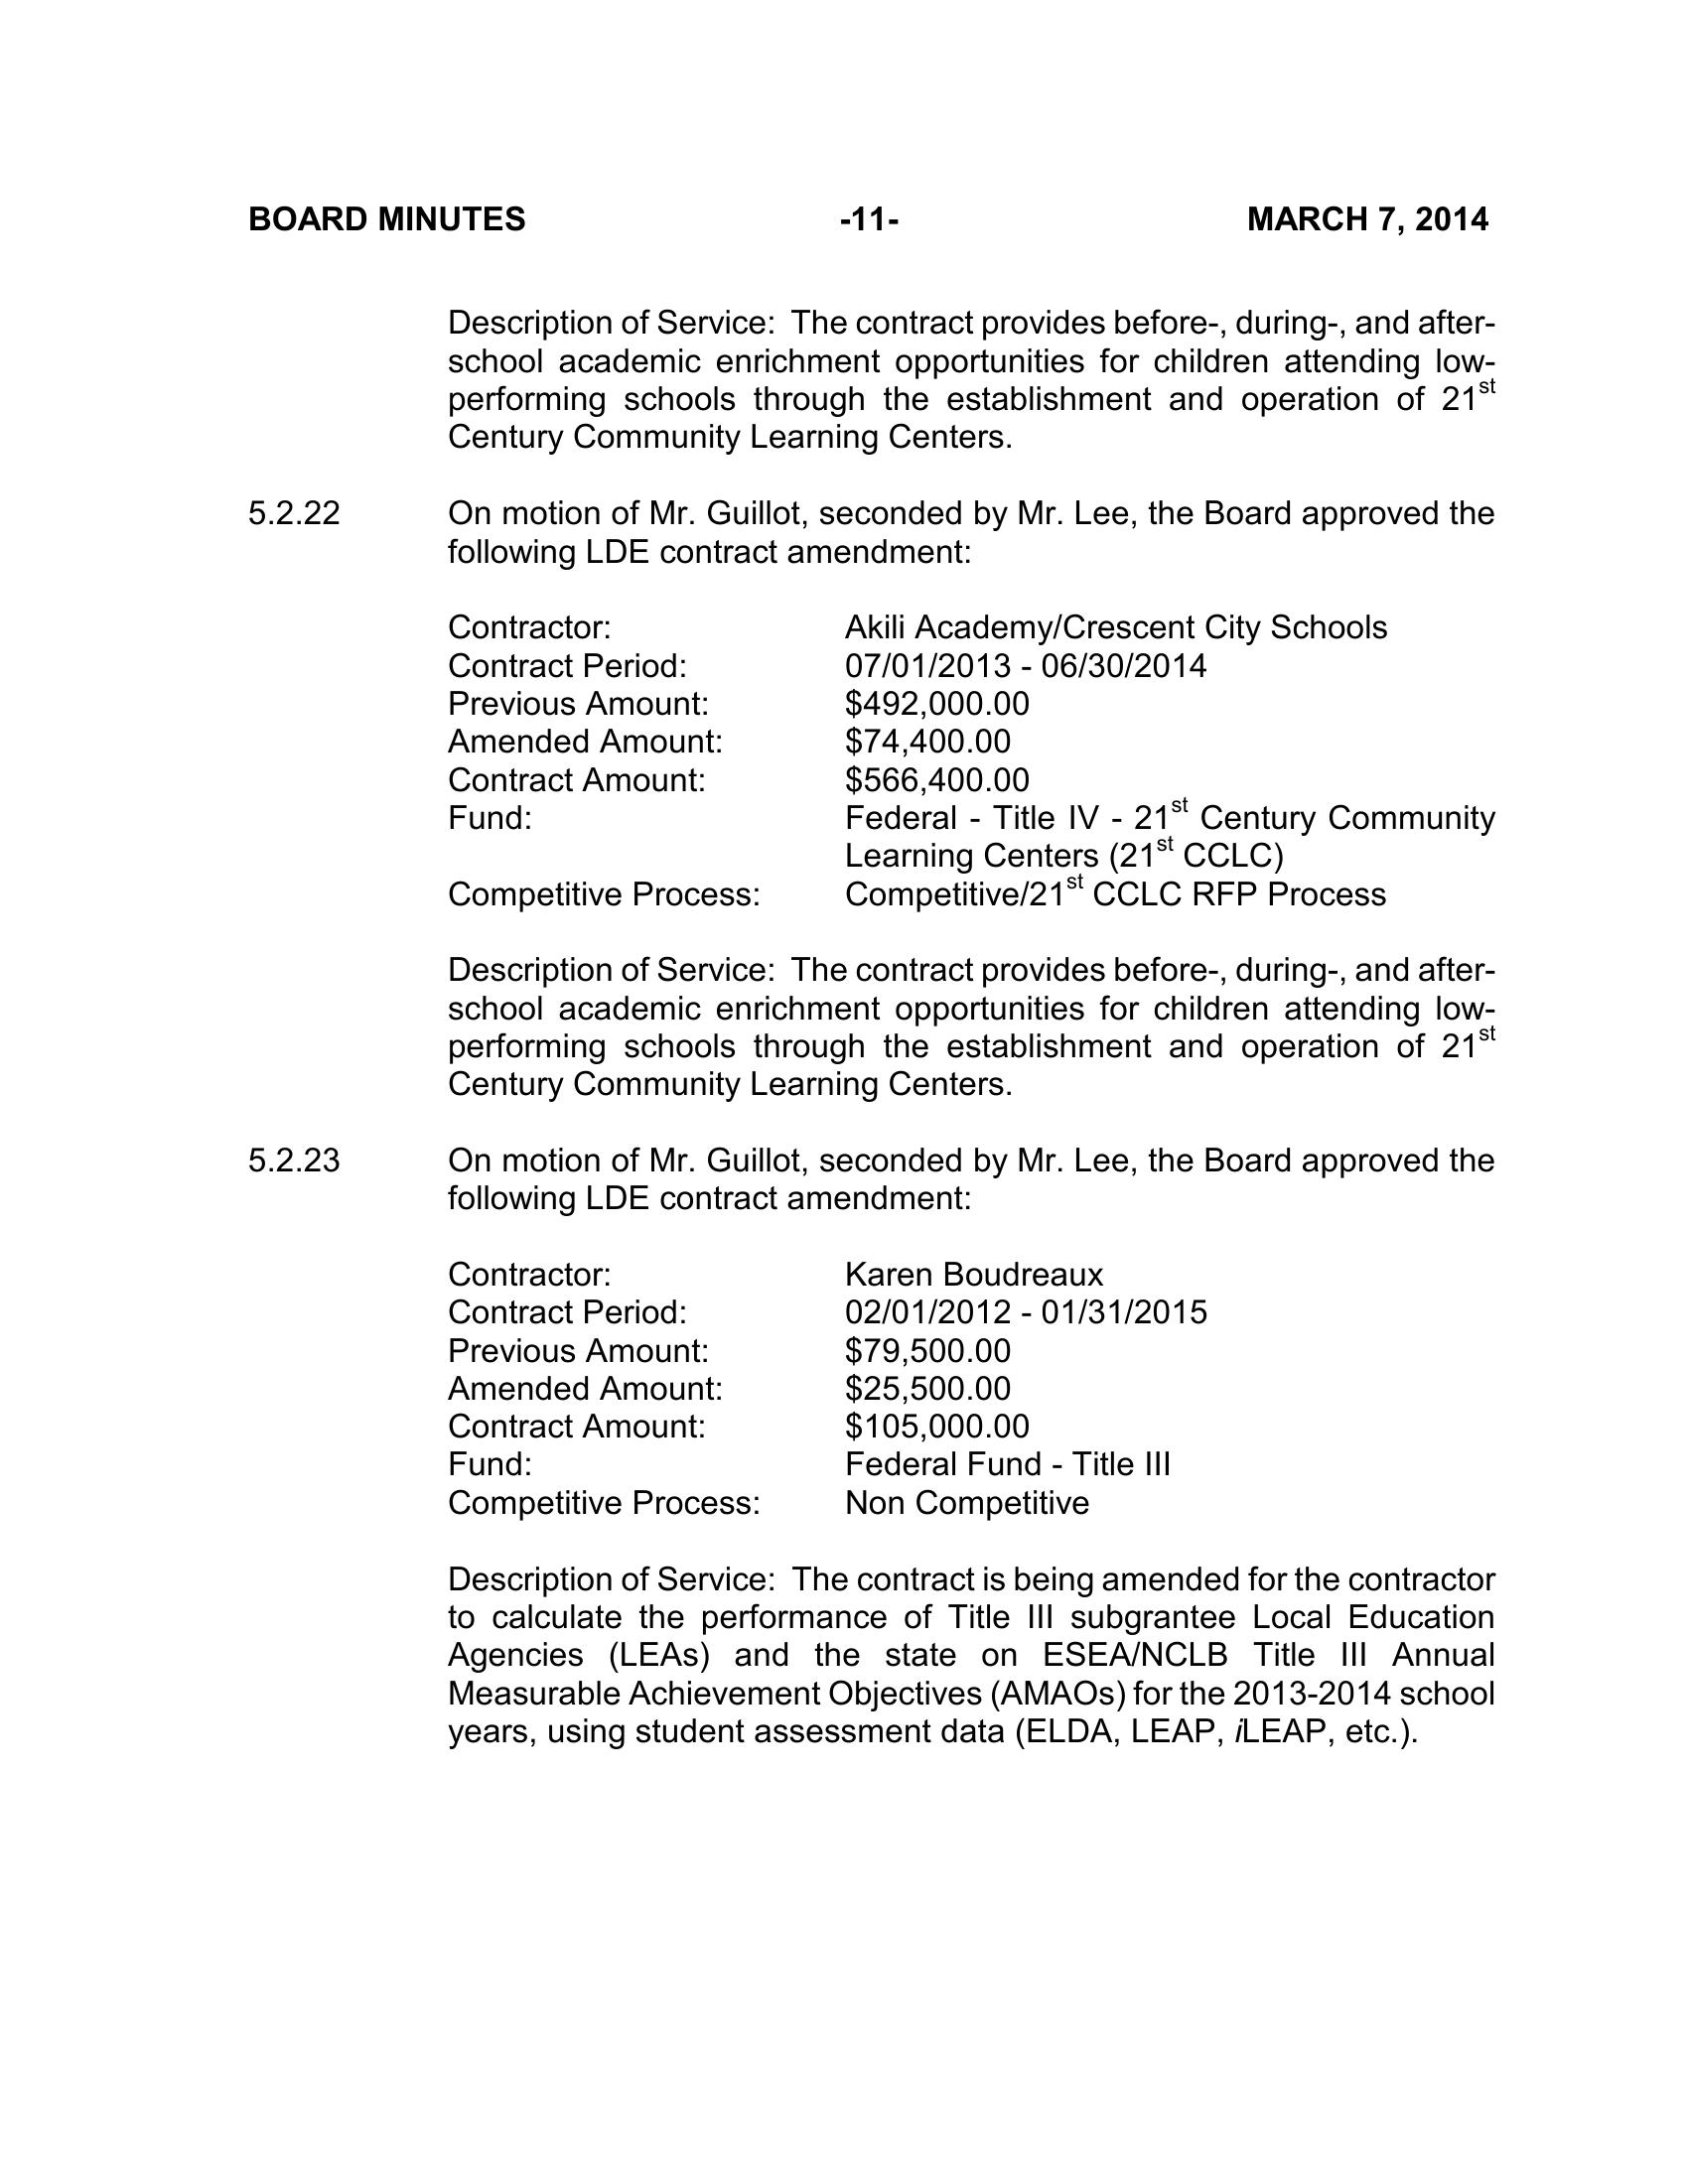 BOARD MINUTES -11- MARCH 7, 2014
Description of Service: The contract provides before-, during-, and after-
school academic enrichment opportunities for children attending low-
performing schools through the establishment and operation of 21st
Century Community Learning Centers.
5.2.22 On motion of Mr. Guillot, seconded by Mr. Lee, the Board approved the
following LDE contract amendment:
Contractor: Akili Academy/Crescent City Schools
Contract Period: 07/01/2013 - 06/30/2014
Previous Amount: $492,000.00
Amended Amount: $74,400.00
Contract Amount: $566,400.00
Fund: Federal - Title IV - 21st Century Community
Learning Centers (21st CCLC)
Competitive Process: Competitive/21st CCLC RFP Process
Description of Service: The contract provides before-, during-, and after-
school academic enrichment opportunities for children attending low-
performing schools through the establishment and operation of 21st
Century Community Learning Centers.
5.2.23 On motion of Mr. Guillot, seconded by Mr. Lee, the Board approved the
following LDE contract amendment:
Contractor: Karen Boudreaux
Contract Period: 02/01/2012 - 01/31/2015
Previous Amount: $79,500.00
Amended Amount: $25,500.00
Contract Amount: $105,000.00
Fund: Federal Fund - Title III
Competitive Process: Non Competitive
Description of Service: The contract is being amended for the contractor
to calculate the performance of Title III subgrantee Local Education
Agencies (LEAs) and the state on ESEA/NCLB Title III Annual
Measurable Achievement Objectives (AMAOs) for the 2013-2014 school
years, using student assessment data (ELDA, LEAP, iLEAP, etc.).